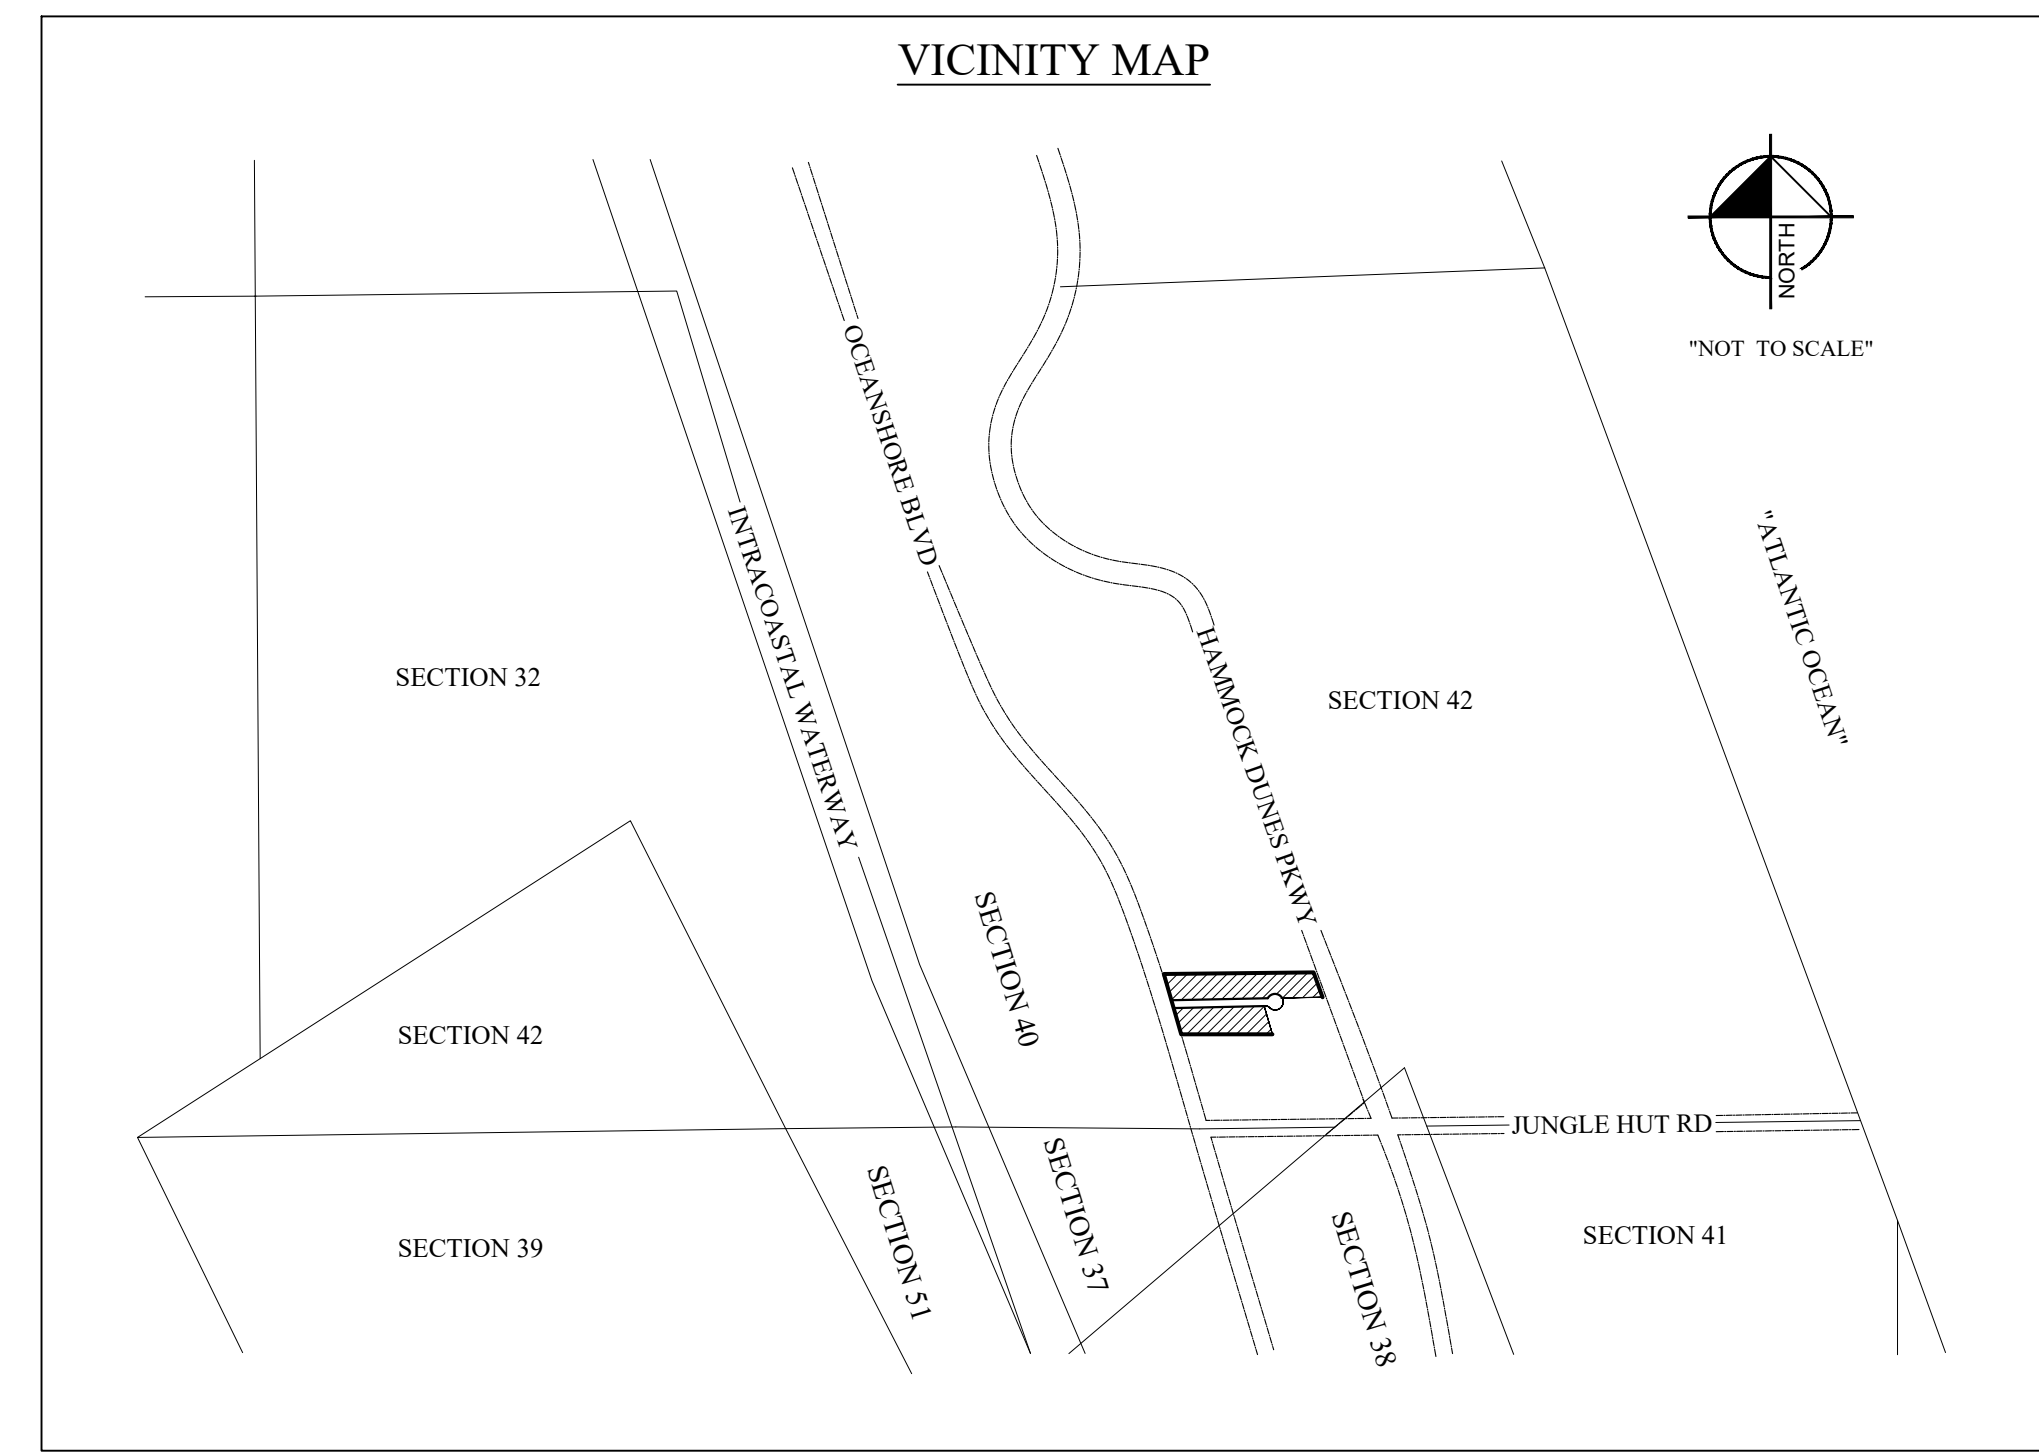 VICINITY MAP
NORTH
"NOT TO SCALE"
OCEANSHORE BLVD
INTRACOASTAL WATERWAY
"ATLANTIC OCEAN"
HAMMOCK DUNES PKWY
SECTION 32
SECTION 42
SECTION 40
SECTION 42
JUNGLE HUT RD
SECTION 37
SECTION 51
SECTION 38
SECTION 41
SECTION 39